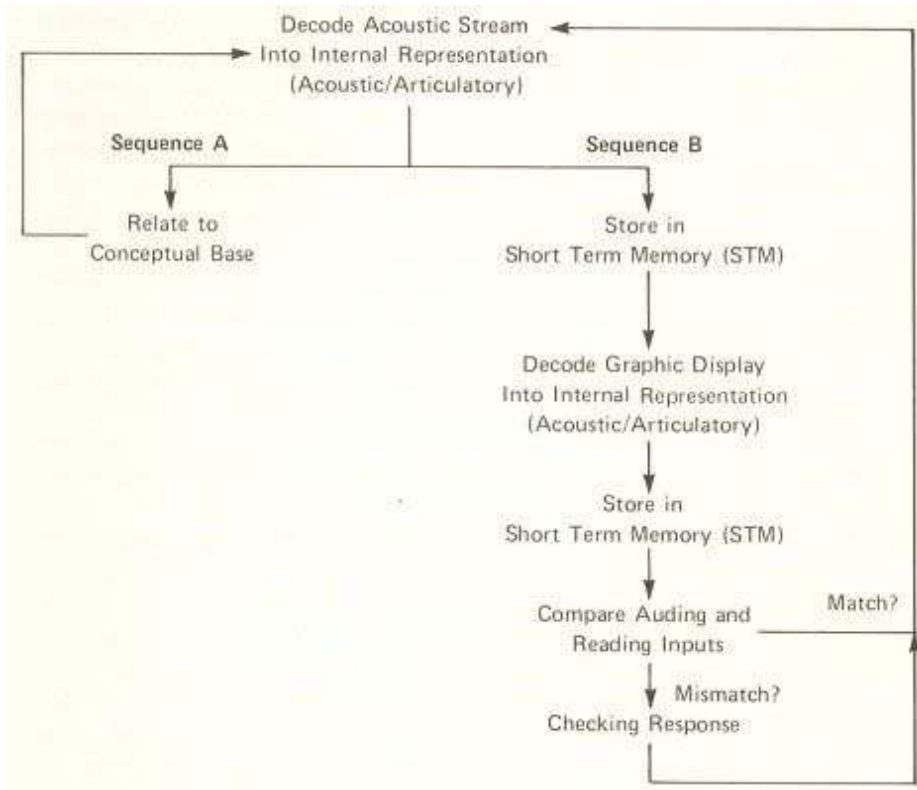 Decode Acoustic Stream
Into Internal Representation
(Acoustic/Articulatory)
Sequence A
Sequence B
Relate to
Conceptual Base
Store in
Short Term Memory (STM)
Decode Graphic Display
Into Internal Representation
(Acoustic/Articulatory)
Store in
Short Term Memory (STM)
Compare Auding and
Reading Inputs
Match?
Mismatch?
Checking Response